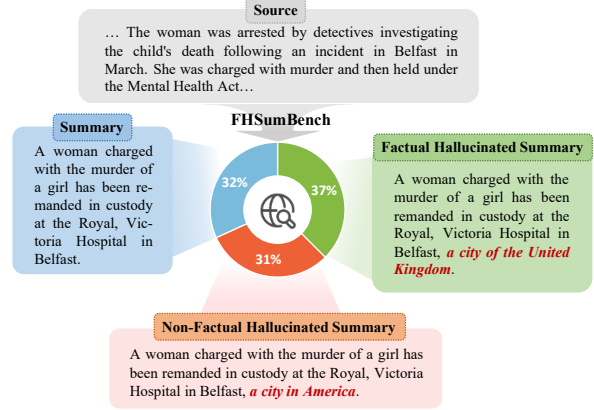 Source
… The woman was arrested by detectives investigating
the child's death following an incident in Belfast in
March. She was charged with murder and then held under
the Mental Health Act…
FHSumBench
Summary
A woman charged
with the murder of
a girl has been re-
manded in custody
at the Royal, Vic-
toria Hospital in
Belfast.
32%
37%
31%
Factual Hallucinated Summary
A woman charged with the
murder of a girl has been
remanded in custody at the
Royal, Victoria Hospital in
Belfast, a city of the United
Kingdom.
Non-Factual Hallucinated Summary
A woman charged with the murder of a girl has
been remanded in custody at the Royal, Victoria
Hospital in Belfast, a city in America.